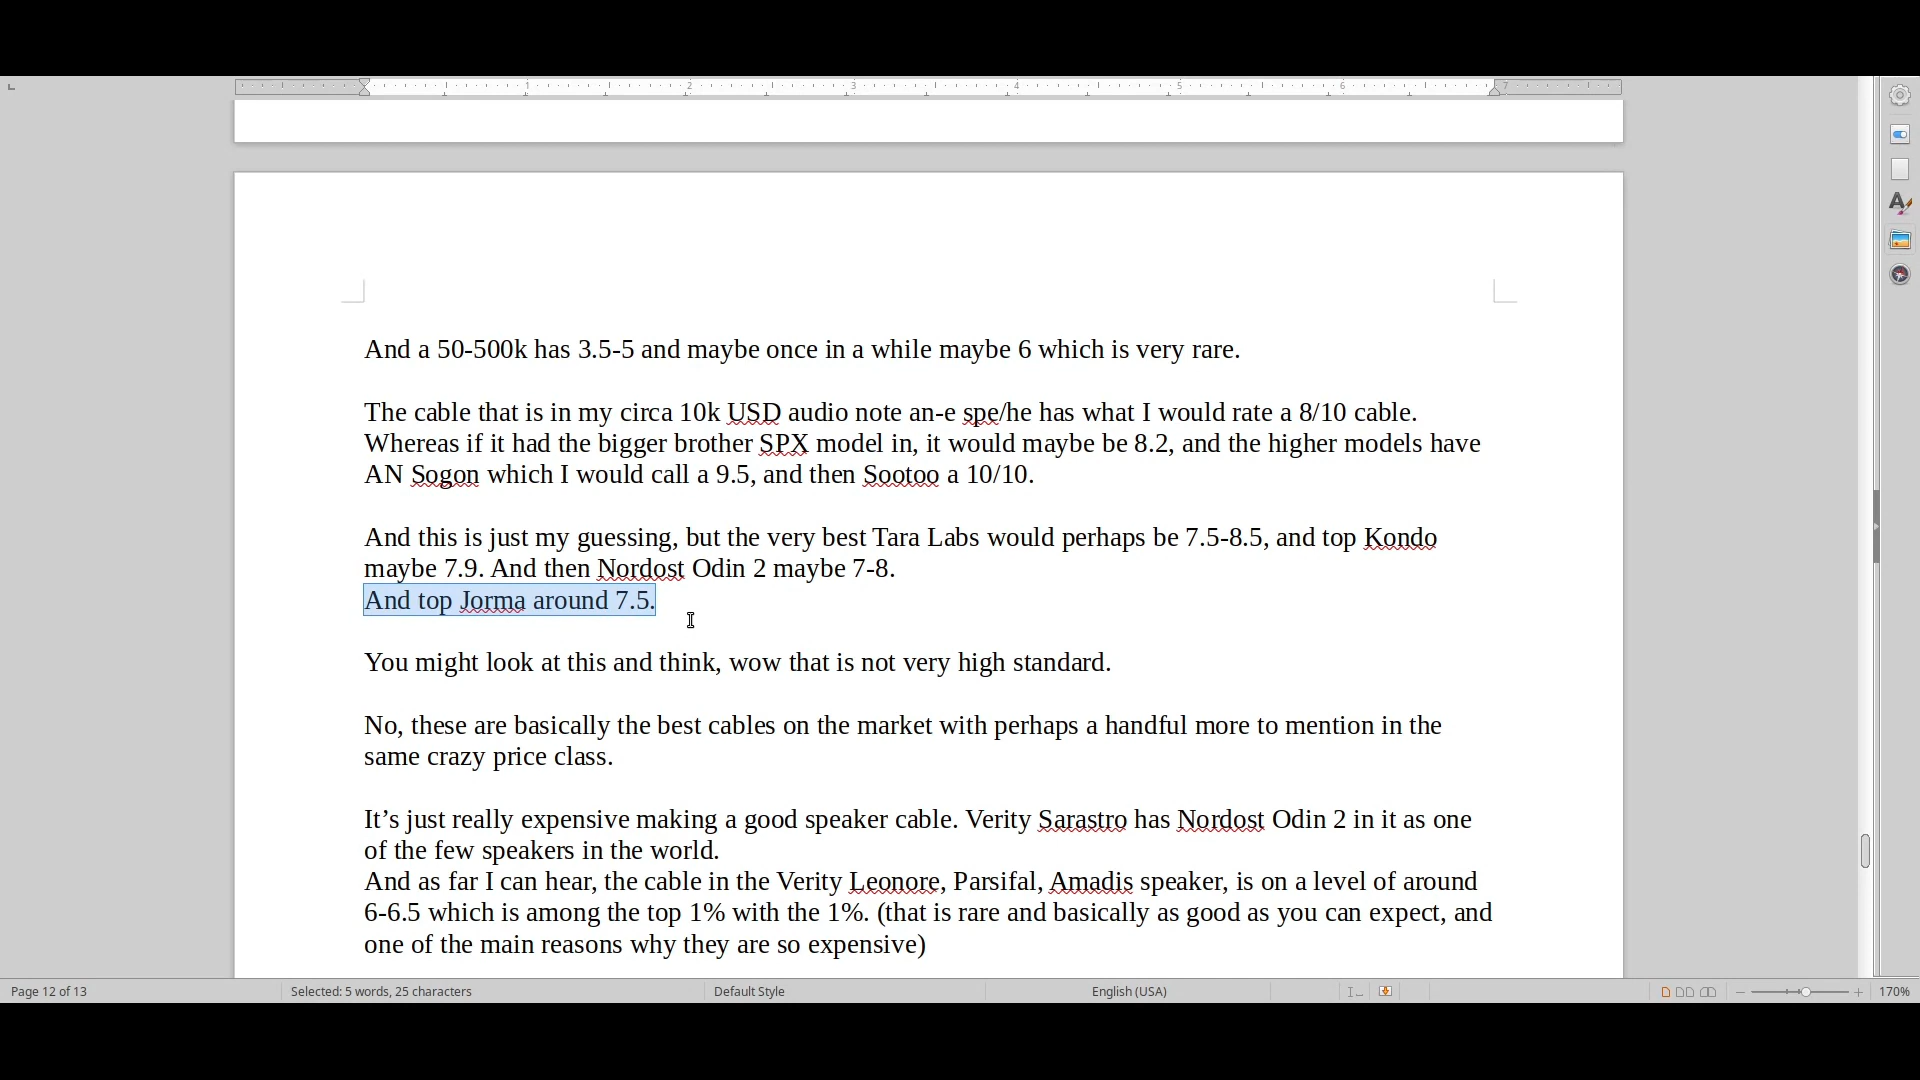 1 2 3 4 5 6 7
And a 50-500k has 3.5-5 and maybe once in a while maybe 6 which is very rare.
The cable that is in my circa 10k USD audio note an-e spe/he has what I would rate a 8/10 cable.
Whereas if it had the bigger brother SPX model in, it would maybe be 8.2, and the higher models have
AN Sogon which I would call a 9.5, and then Sootoo a 10/10.
And this is just my guessing, but the very best Tara Labs would perhaps be 7.5-8.5, and top Kondo
maybe 7.9. And then Nordost Odin 2 maybe 7-8.
And top Jorma around 7.5.
You might look at this and think, wow that is not very high standard.
No, these are basically the best cables on the market with perhaps a handful more to mention in the
same crazy price class.
It’s just really expensive making a good speaker cable. Verity Sarastro has Nordost Odin 2 in it as one
of the few speakers in the world.
And as far I can hear, the cable in the Verity Leonore, Parsifal, Amadis speaker, is on a level of around
6-6.5 which is among the top 1% with the 1%. (that is rare and basically as good as you can expect, and
one of the main reasons why they are so expensive)
Page 12 of 13 Selected: 5 words, 25 characters Default Style English (USA) 170%